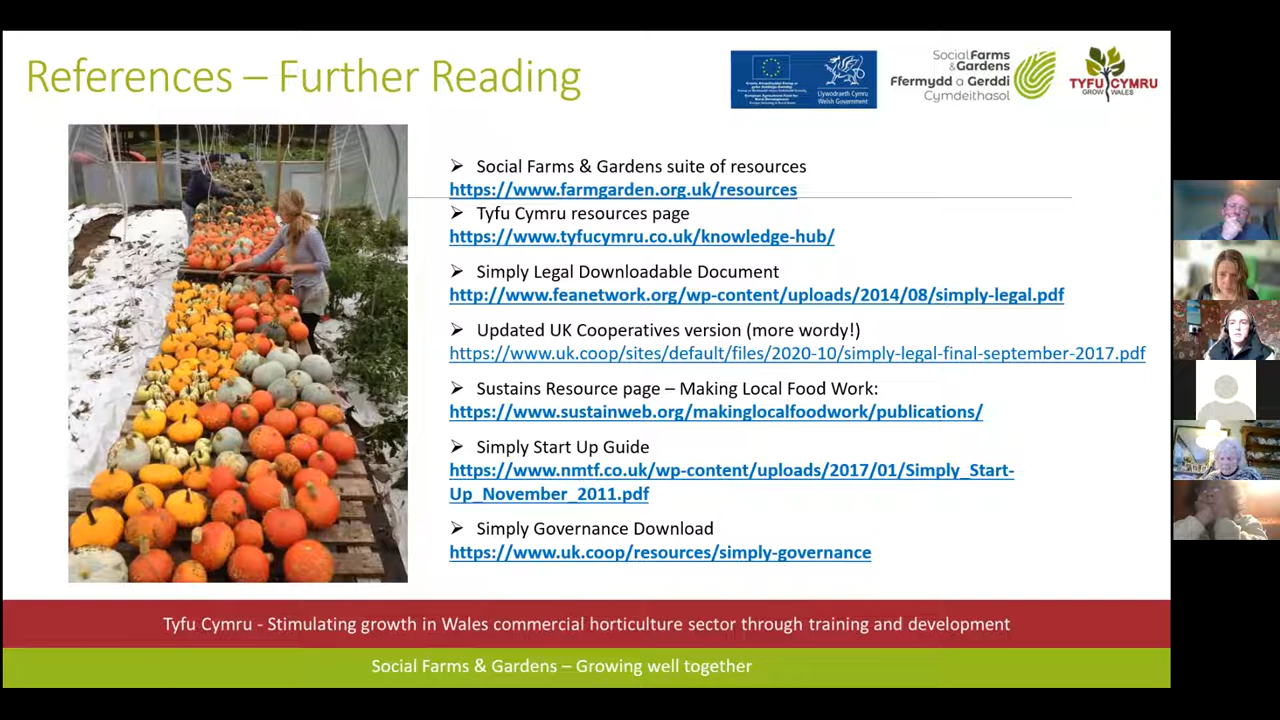 References – Further Reading
Llywodraeth Cymru
Welsh Government
Social Farms
& Gardens
Ffermydd a Gerddi
Cymdeithasol
TYFU CYMRU
GROW WALES
➢ Social Farms & Gardens suite of resources
https://www.farmgarden.org.uk/resources
➢ Tyfu Cymru resources page
https://www.tyfucymru.co.uk/knowledge-hub/
➢ Simply Legal Downloadable Document
http://www.feanetwork.org/wp-content/uploads/2014/08/simply-legal.pdf
➢ Updated UK Cooperatives version (more wordy!)
https://www.uk.coop/sites/default/files/2020-10/simply-legal-final-september-2017.pdf
➢ Sustains Resource page – Making Local Food Work:
https://www.sustainweb.org/makinglocalfoodwork/publications/
➢ Simply Start Up Guide
https://www.nmtf.co.uk/wp-content/uploads/2017/01/Simply_Start-
Up_November_2011.pdf
➢ Simply Governance Download
https://www.uk.coop/resources/simply-governance
Tyfu Cymru - Stimulating growth in Wales commercial horticulture sector through training and development
Social Farms & Gardens – Growing well together